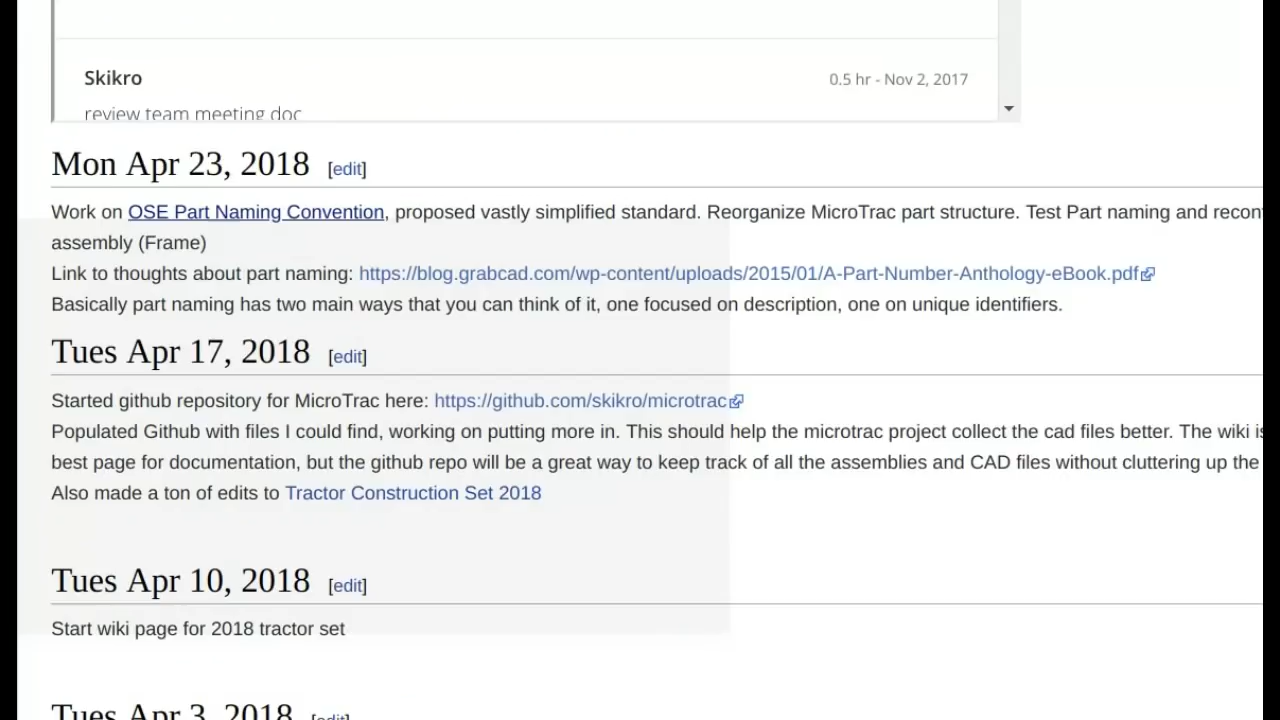 Skikro
0.5 hr - Nov 2, 2017
review team meeting doc
Mon Apr 23, 2018 [edit]
Work on OSE Part Naming Convention, proposed vastly simplified standard. Reorganize MicroTrac part structure. Test Part naming and
assembly (Frame)
Link to thoughts about part naming: https://blog.grabcad.com/wp-content/uploads/2015/01/A-Part-Number-Anthology-eBook.pdf
Basically part naming has two main ways that you can think of it, one focused on description, one on unique identifiers.
Tues Apr 17, 2018 [edit]
Started github repository for MicroTrac here: https://github.com/skikro/microtrac
Populated Github with files I could find, working on putting more in. This should help the microtrac project collect the cad files better. The wiki is
best page for documentation, but the github repo will be a great way to keep track of all the assemblies and CAD files without cluttering up the
Also made a ton of edits to Tractor Construction Set 2018
Tues Apr 10, 2018 [edit]
Start wiki page for 2018 tractor set
Tues Apr 3, 2018 [edit]